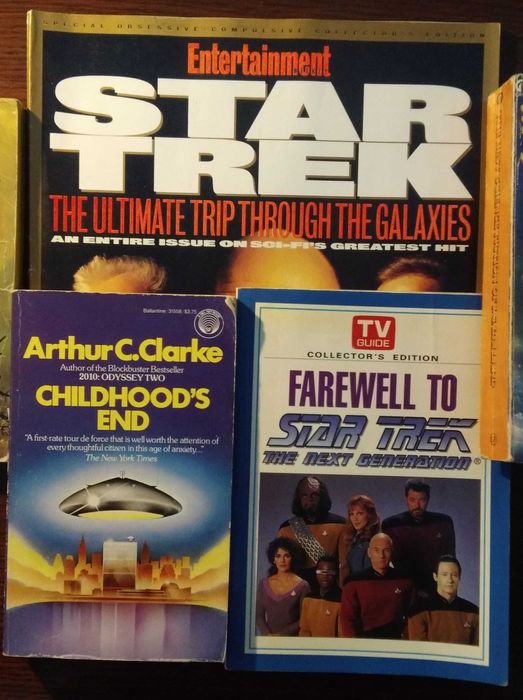 SPECIAL OBSESSIVE-COMPULSIVE COLLECTOR'S EDITION
Entertainment
STAR
TREK
THE ULTIMATE TRIP THROUGH THE GALAXIES
AN ENTIRE ISSUE ON SCI-FI'S GREATEST HIT
Ballantine 31558 $3.75
Arthur C. Clarke
Author of the Blockbuster Bestseller
2010: ODYSSEY TWO
CHILDHOOD'S
END
"A first-rate tour de force that is well worth the attention of
every thoughtful citizen in this age of anxiety..."
The New York Times
TV
GUIDE
COLLECTOR'S EDITION
FAREWELL TO
STAR TREK
THE NEXT GENERATION®